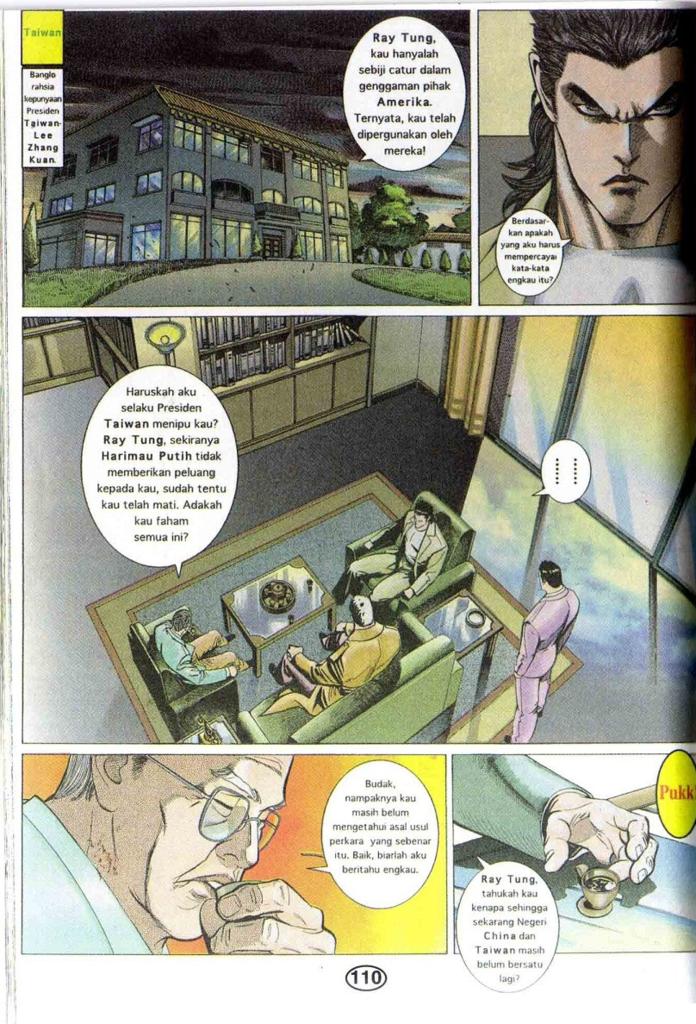 Taiwan
Banglo
rahsia
kepunyaan
Presiden
Taiwan-
Lee
Zhang
Kuan.
Ray Tung,
kau hanyalah
sebiji catur dalam
genggaman pihak
Amerika.
Ternyata, kau telah
dipergunakan oleh
mereka!
Berdasar-
kan apakah
yang aku harus
mempercayai
kata-kata
engkau itu?
Haruskah aku
selaku Presiden
Taiwan menipu kau?
Ray Tung, sekiranya
Harimau Putih tidak
memberikan peluang
kepada kau, sudah tentu
kau telah mati. Adakah
kau faham
semua ini?
Budak,
nampaknya kau
masih belum
mengetahui asal usul
perkara yang sebenar
itu. Baik, biarlah aku
beritahu engkau.
Pukk
Ray Tung,
tahukah kau
kenapa sehingga
sekarang Negeri
China dan
Taiwan masih
belum bersatu
lagi?
110